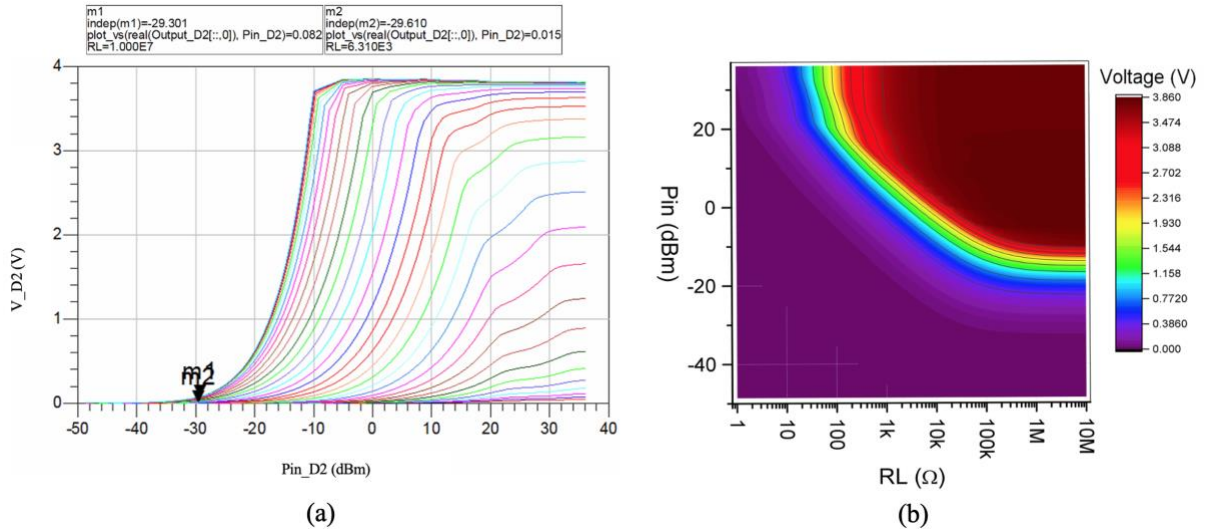 m1
indep(m1)=-29.301
plot_vs(real(Output_D2[::,0]), Pin_D2)=0.082
RL=1.000E7
m2
indep(m2)=-29.610
plot_vs(real(Output_D2[::,0]), Pin_D2)=0.015
RL=6.310E3
V_D2 (V)
4
3
2
1
0
m1
m2
-50 -40 -30 -20 -10 0 10 20 30 40
Pin_D2 (dBm)
(a)
Pin (dBm)
20
0
-20
-40
1 10 100 1k 10k 100k 1M 10M
RL (Ω)
Voltage (V)
3.860
3.474
3.088
2.702
2.316
1.930
1.544
1.158
0.7720
0.3860
0.000
(b)